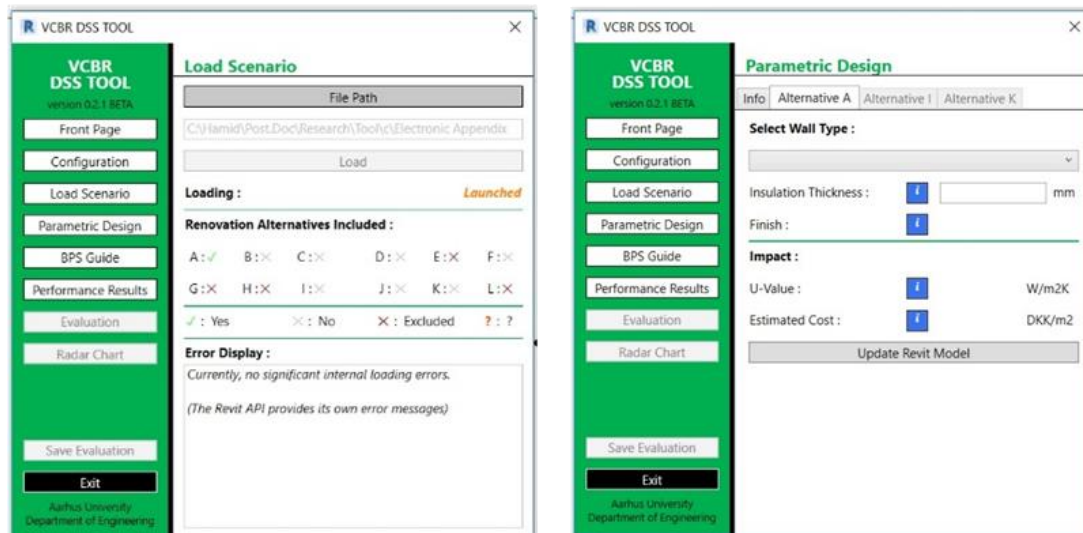 R VCBR DSS TOOL
VCBR
DSS TOOL
version 0.2.1 BETA
Front Page
Configuration
Load Scenario
Parametric Design
BPS Guide
Performance Results
Evaluation
Radar Chart
Save Evaluation
Exit
Aarhus University
Department of Engineering
Load Scenario
File Path
C:\Hamid\Post.Doc\Research\Tool\c\Electronic Appendix
Load
Loading : Launched
Renovation Alternatives Included :
A : ✓ B : ✕ C : ✕ D : ✕ E : ✕ F : ✕
G : ✕ H : ✕ I : ✕ J : ✕ K : ✕ L : ✕
✓ : Yes ✕ : No ✕ : Excluded ? : ?
Error Display :
Currently, no significant internal loading errors.
(The Revit API provides its own error messages)
R VCBR DSS TOOL
VCBR
DSS TOOL
version 0.2.1 BETA
Front Page
Configuration
Load Scenario
Parametric Design
BPS Guide
Performance Results
Evaluation
Radar Chart
Save Evaluation
Exit
Aarhus University
Department of Engineering
Parametric Design
Info Alternative A Alternative I Alternative K
Select Wall Type :
Insulation Thickness : i mm
Finish : i
Impact :
U-Value : i W/m2K
Estimated Cost : i DKK/m2
Update Revit Model